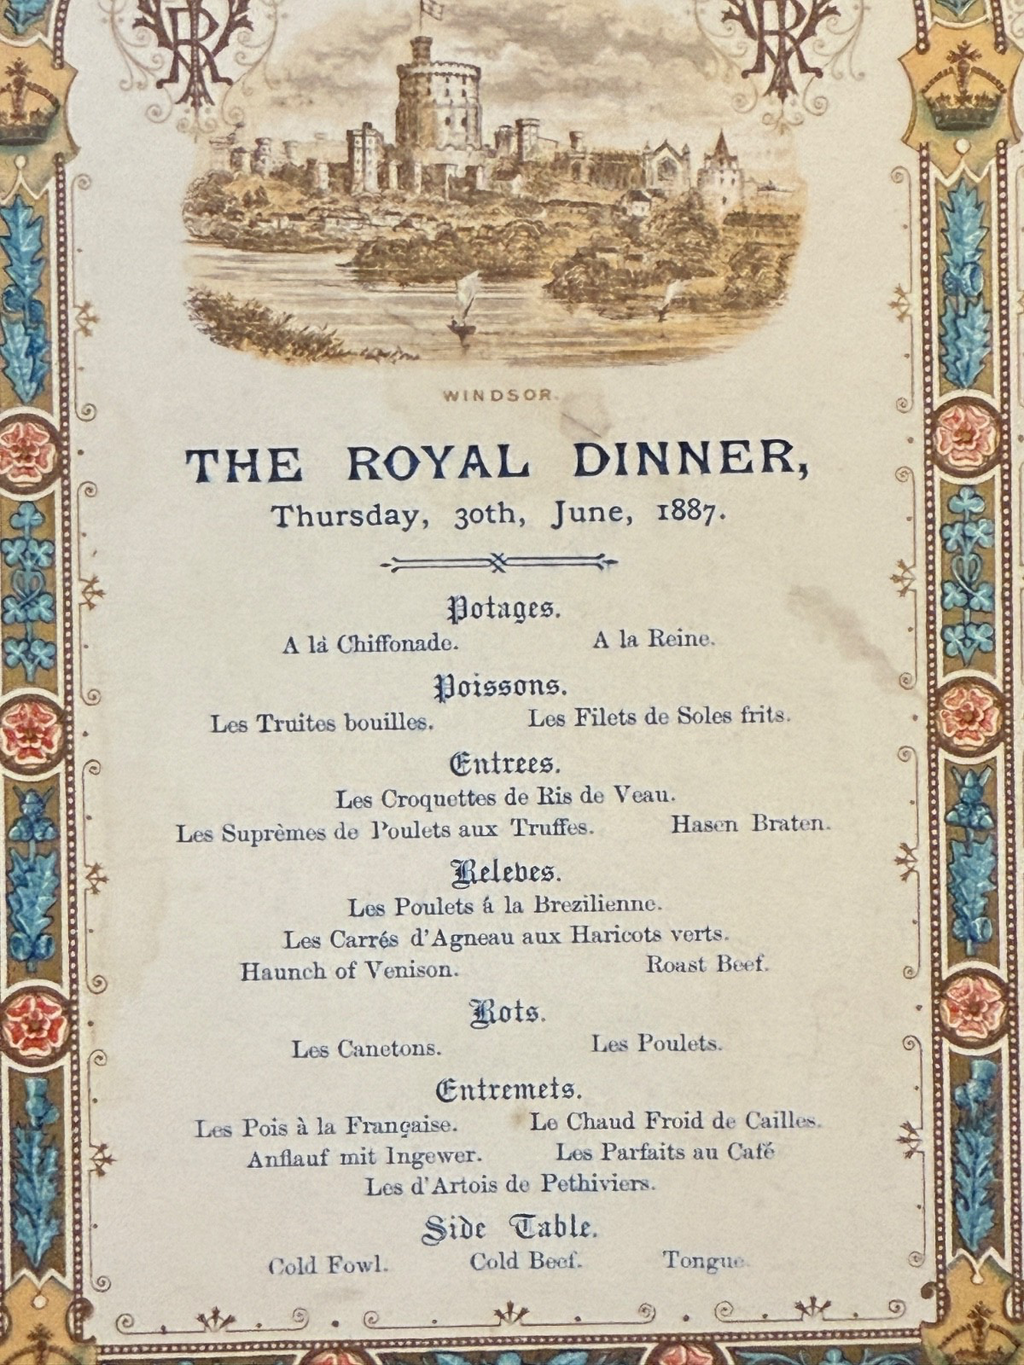 VRI VRI
WINDSOR.
THE ROYAL DINNER,
Thursday, 30th, June, 1887.
Potages.
A là Chiffonade. A la Reine.
Poissons.
Les Truites bouilles. Les Filets de Soles frits.
Entrees.
Les Croquettes de Ris de Veau.
Les Suprèmes de Poulets aux Truffes. Hasen Braten.
Releves.
Les Poulets á la Brezilienne.
Les Carrés d'Agneau aux Haricots verts.
Haunch of Venison. Roast Beef.
Rots.
Les Canetons. Les Poulets.
Entremets.
Les Pois à la Française. Le Chaud Froid de Cailles.
Anflauf mit Ingewer. Les Parfaits au Café
Les d'Artois de Pethiviers.
Side Table.
Cold Fowl. Cold Beef. Tongue